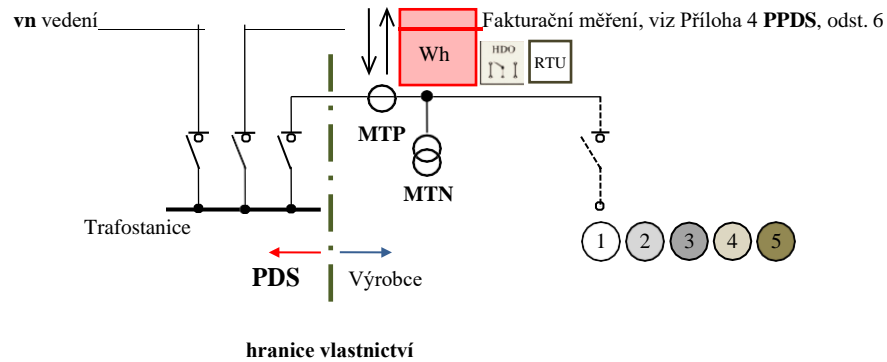 vn vedení
Fakturační měření, viz Příloha 4 PPDS, odst. 6
Wh
HDO
RTU
MTP
MTN
Trafostanice
1 2 3 4 5
PDS
Výrobce
hranice vlastnictví